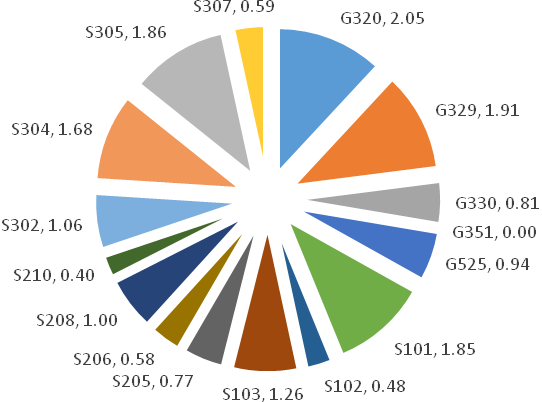 S307, 0.59
G320, 2.05
S305, 1.86
G329, 1.91
S304, 1.68
G330, 0.81
S302, 1.06
G351, 0.00
G525, 0.94
S210, 0.40
S208, 1.00
S101, 1.85
S206, 0.58
S205, 0.77
S103, 1.26
S102, 0.48